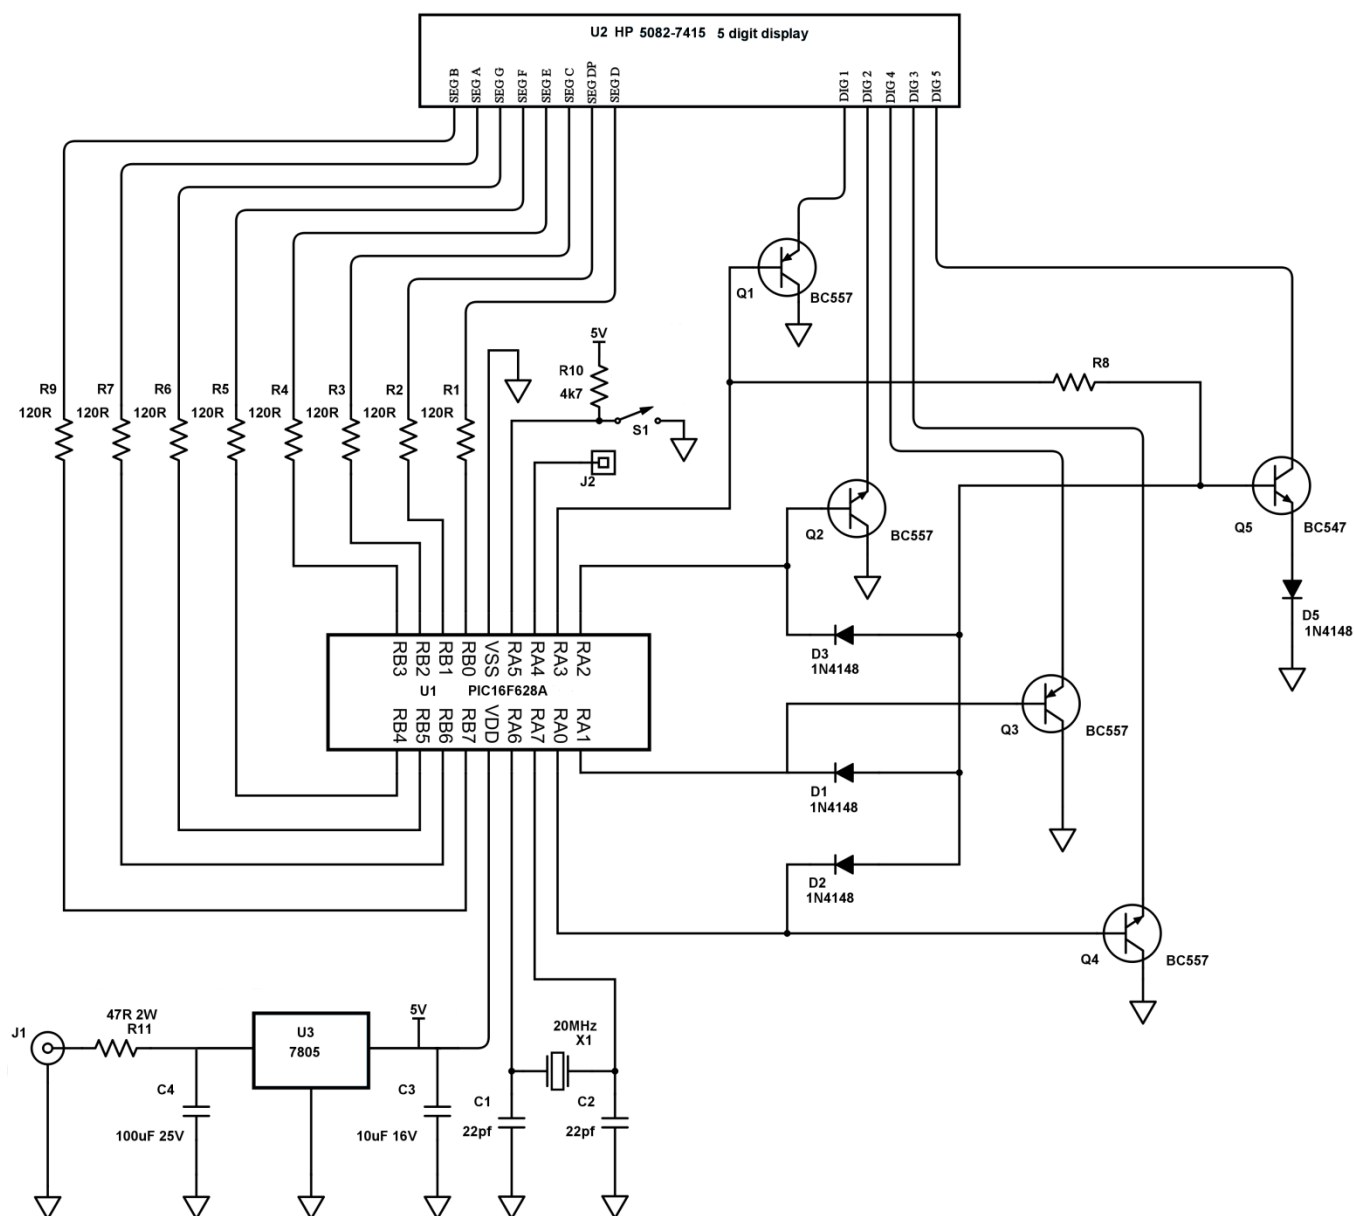 U2 HP 5082-7415 5 digit display
SEG B
SEG A
SEG G
SEG F
SEG E
SEG C
SEG DP
SEG D
DIG 1
DIG 2
DIG 4
DIG 3
DIG 5
Q1
BC557
5V
R10
4k7
S1
J2
R8
R9
120R
R7
120R
R6
120R
R5
120R
R4
120R
R3
120R
R2
120R
R1
120R
Q2
BC557
Q5
BC547
D5
1N4148
D3
1N4148
RB3
RB2
RB1
RB0
VSS
RA5
RA4
RA3
RA2
U1 PIC16F628A
RB4
RB5
RB6
RB7
VDD
RA6
RA7
RA0
RA1
Q3
BC557
D1
1N4148
D2
1N4148
Q4
BC557
J1
47R 2W
R11
U3
7805
5V
20MHz
X1
C4
100uF 25V
C3
10uF 16V
C1
22pf
C2
22pf